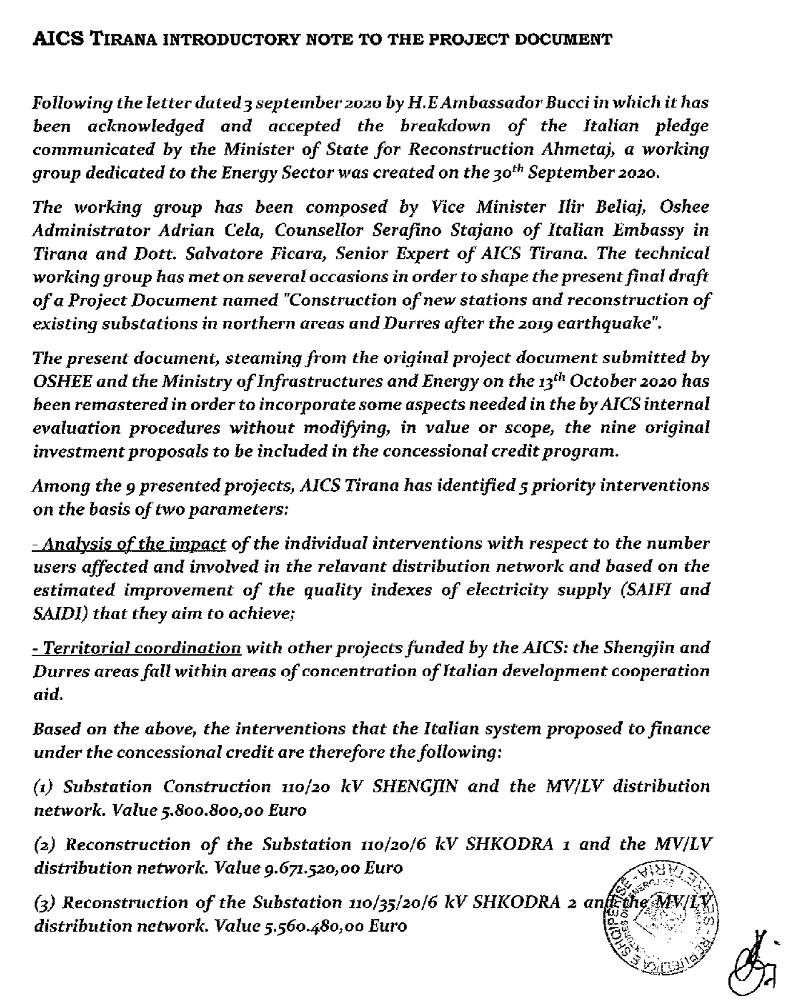 AICS TIRANA INTRODUCTORY NOTE TO THE PROJECT DOCUMENT
Following the letter dated 3 september 2020 by H.E Ambassador Bucci in which it has
been acknowledged and accepted the breakdown of the Italian pledge
communicated by the Minister of State for Reconstruction Ahmetaj, a working
group dedicated to the Energy Sector was created on the 30th September 2020.
The working group has been composed by Vice Minister Ilir Beliaj, Oshee
Administrator Adrian Cela, Counsellor Serafino Stajano of Italian Embassy in
Tirana and Dott. Salvatore Ficara, Senior Expert of AICS Tirana. The technical
working group has met on several occasions in order to shape the present final draft
of a Project Document named "Construction of new stations and reconstruction of
existing substations in northern areas and Durres after the 2019 earthquake".
The present document, steaming from the original project document submitted by
OSHEE and the Ministry of Infrastructures and Energy on the 13th October 2020 has
been remastered in order to incorporate some aspects needed in the by AICS internal
evaluation procedures without modifying, in value or scope, the nine original
investment proposals to be included in the concessional credit program.
Among the 9 presented projects, AICS Tirana has identified 5 priority interventions
on the basis of two parameters:
- Analysis of the impact of the individual interventions with respect to the number
users affected and involved in the relavant distribution network and based on the
estimated improvement of the quality indexes of electricity supply (SAIFI and
SAIDI) that they aim to achieve;
- Territorial coordination with other projects funded by the AICS: the Shengjin and
Durres areas fall within areas of concentration of Italian development cooperation
aid.
Based on the above, the interventions that the Italian system proposed to finance
under the concessional credit are therefore the following:
(1) Substation Construction 110/20 kV SHENGJIN and the MV/LV distribution
network. Value 5.800.800,00 Euro
(2) Reconstruction of the Substation 110/20/6 kV SHKODRA 1 and the MV/LV
distribution network. Value 9.671.520,00 Euro
(3) Reconstruction of the Substation 110/35/20/6 kV SHKODRA 2 and the MV/LV
distribution network. Value 5.560.480,00 Euro